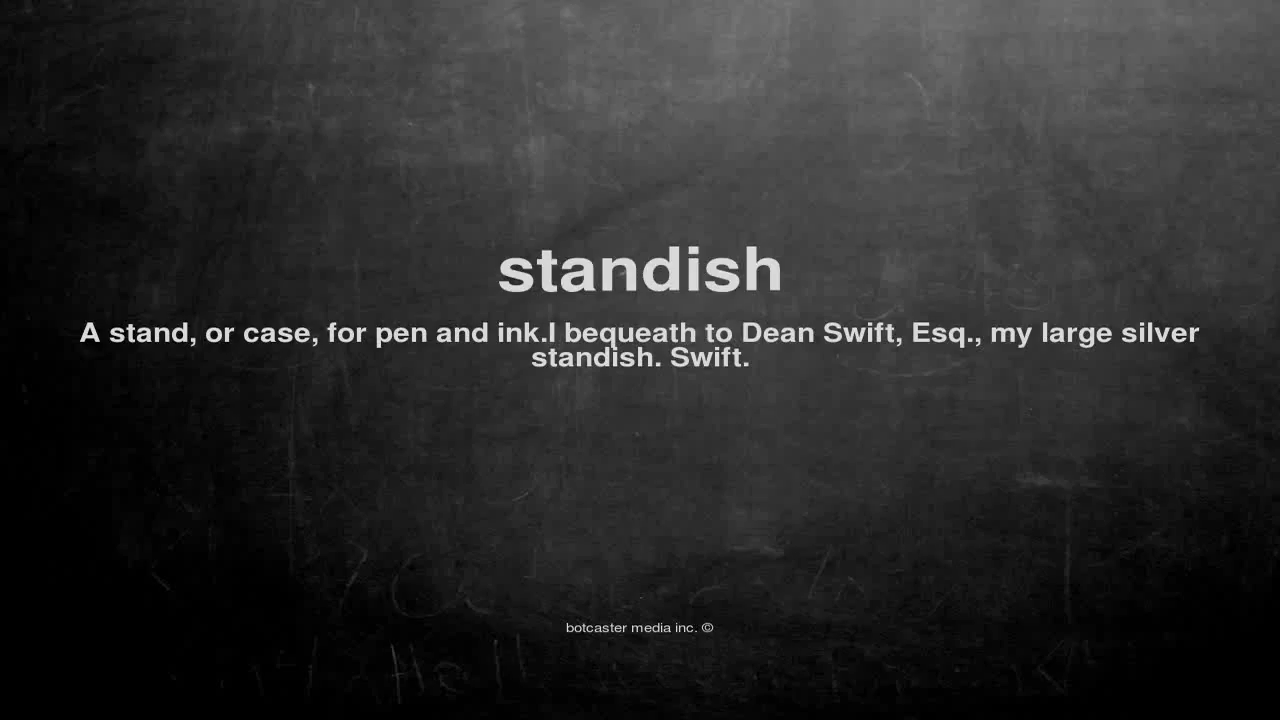 standish
A stand, or case, for pen and ink.I bequeath to Dean Swift, Esq., my large silver
standish. Swift.
botcaster media inc. ©